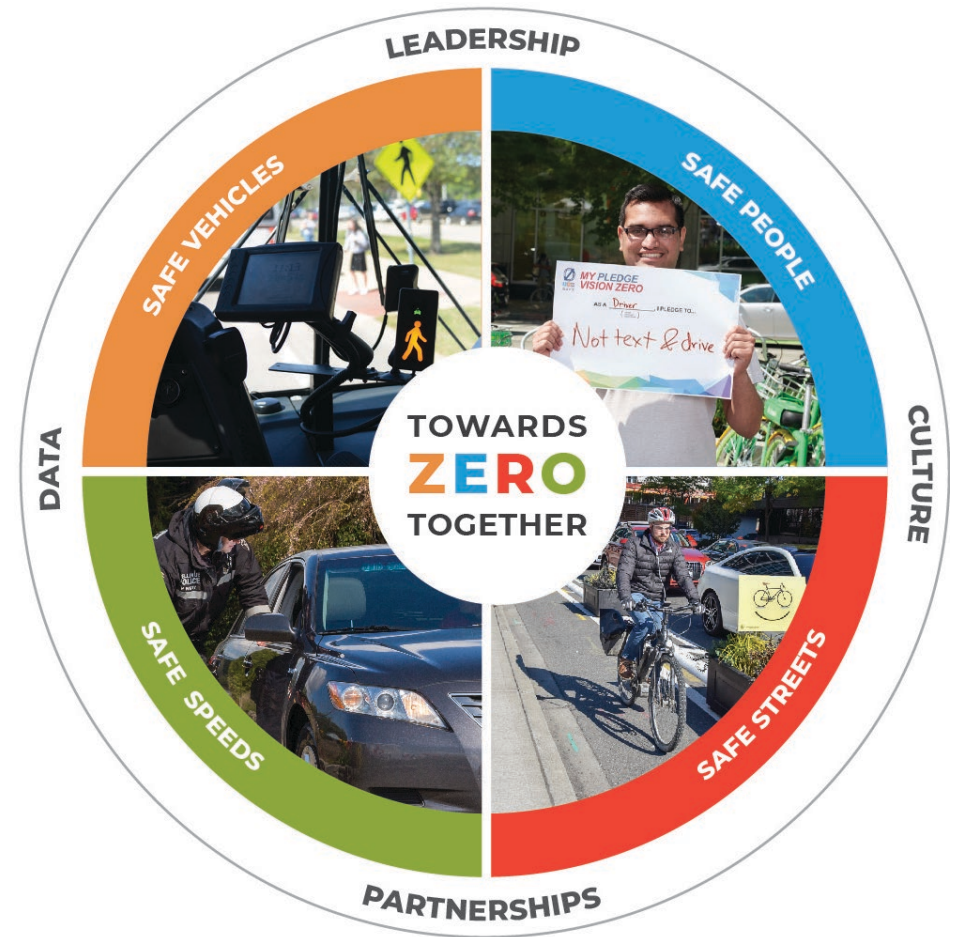 LEADERSHIP
SAFE VEHICLES
SAFE PEOPLE
MY PLEDGE
VISION ZERO
AS A Driver, I PLEDGE TO...
Not text & drive
TOWARDS
ZERO
TOGETHER
DATA
CULTURE
POLICE
SAFE SPEEDS
SAFE STREETS
PARTNERSHIPS